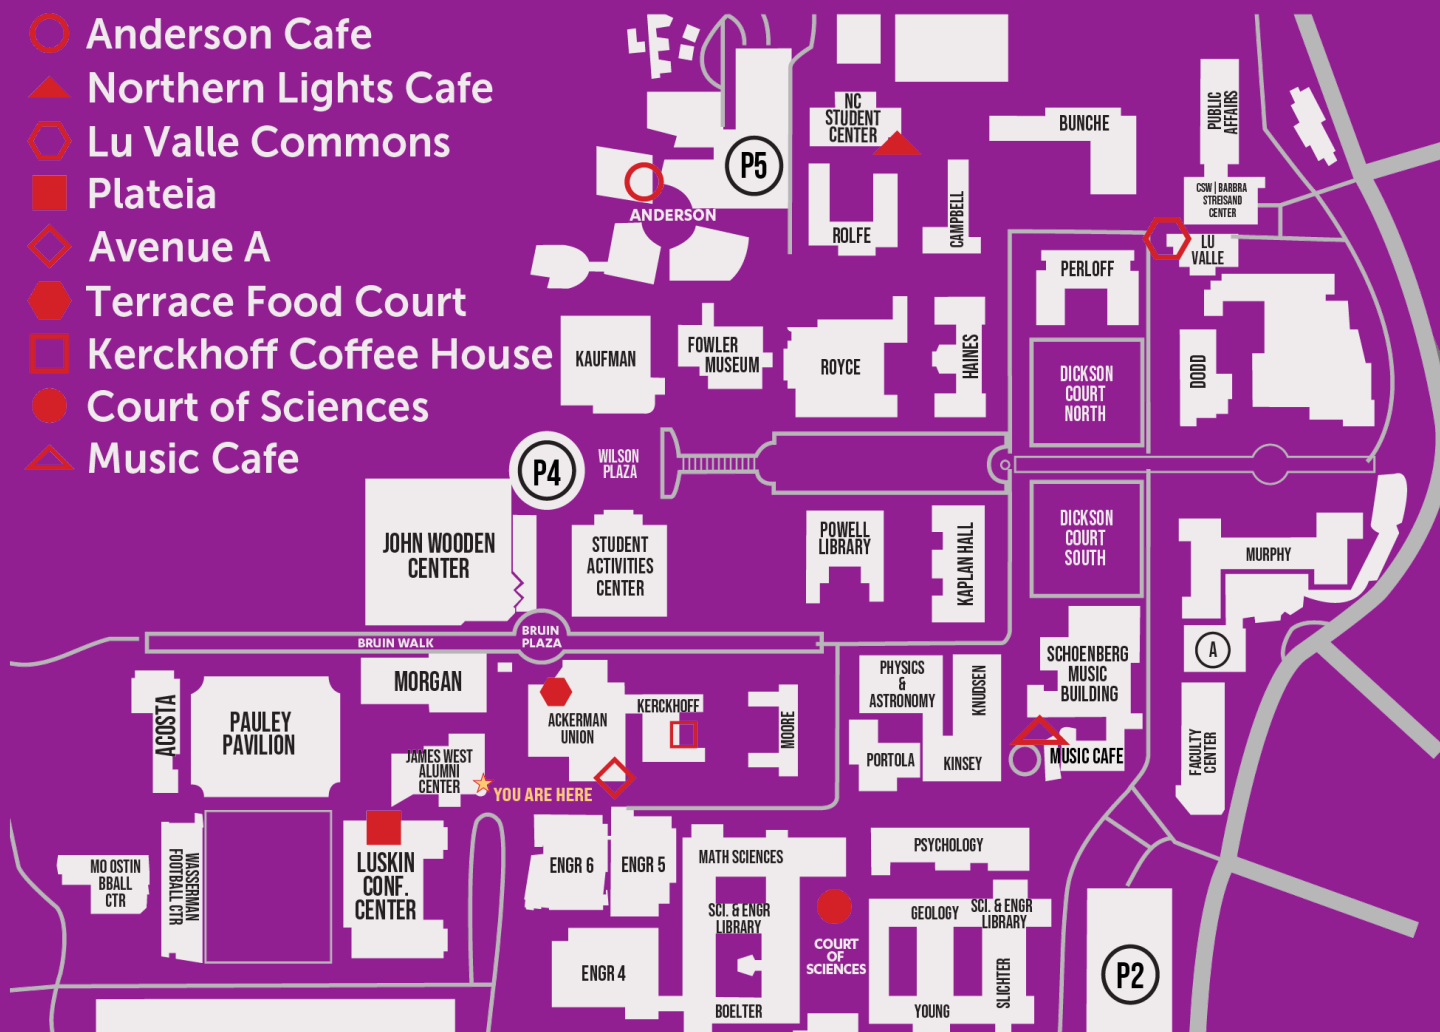 Anderson Cafe
Northern Lights Cafe
Lu Valle Commons
Plateia
Avenue A
Terrace Food Court
Kerckhoff Coffee House
Court of Sciences
Music Cafe
P5
NC
STUDENT
CENTER
BUNCHE
PUBLIC
AFFAIRS
CSW | BARBRA
STREISAND
CENTER
ANDERSON
ROLFE
CAMPBELL
LU
VALLE
PERLOFF
KAUFMAN
FOWLER
MUSEUM
ROYCE
HAINES
DICKSON
COURT
NORTH
DODD
P4
WILSON
PLAZA
JOHN WOODEN
CENTER
STUDENT
ACTIVITIES
CENTER
POWELL
LIBRARY
KAPLAN HALL
DICKSON
COURT
SOUTH
MURPHY
BRUIN WALK
BRUIN
PLAZA
A
MORGAN
ACOSTA
PAULEY
PAVILION
ACKERMAN
UNION
KERCKHOFF
MOORE
PHYSICS
&
ASTRONOMY
KNUDSEN
SCHOENBERG
MUSIC
BUILDING
JAMES WEST
ALUMNI
CENTER
YOU ARE HERE
PORTOLA
KINSEY
MUSIC CAFE
FACULTY
CENTER
MO OSTIN
BBALL
CTR
WASSERMAN
FOOTBALL CTR
LUSKIN
CONF.
CENTER
ENGR 6
ENGR 5
MATH SCIENCES
PSYCHOLOGY
SCI. & ENGR
LIBRARY
GEOLOGY
SCI. & ENGR
LIBRARY
COURT
OF
SCIENCES
ENGR 4
BOELTER
YOUNG
SLICHTER
P2